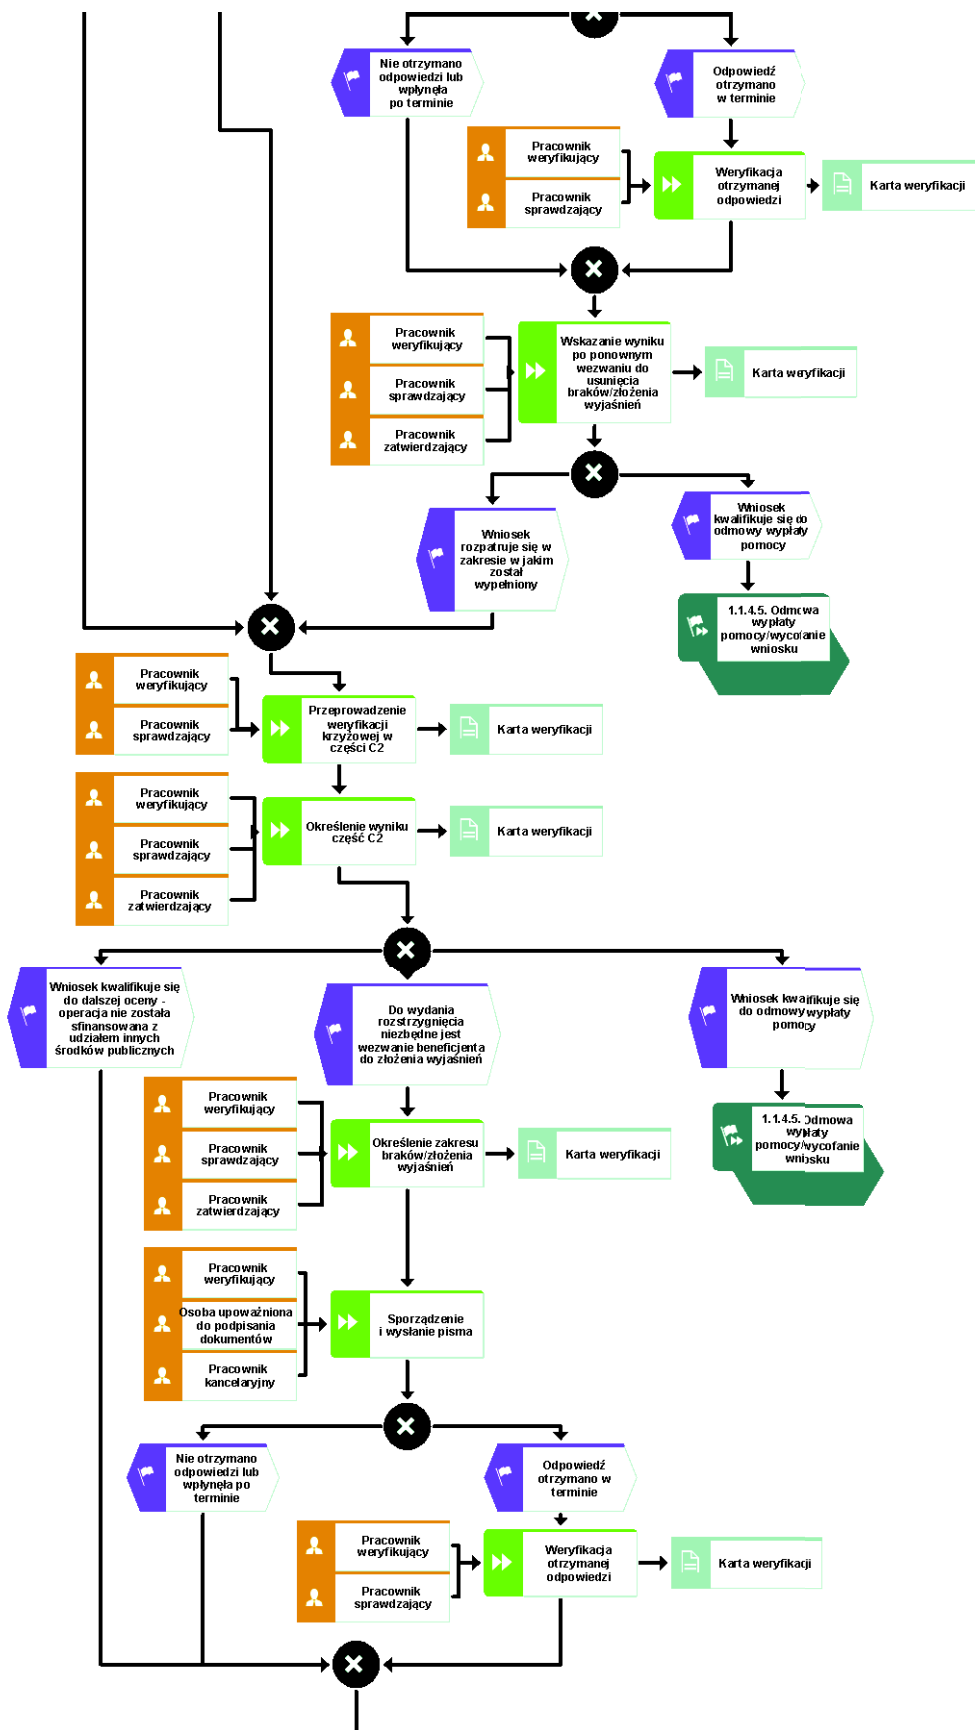 Nie otrzymano
odpowiedzi lub
wpłynęła
po terminie
Odpowiedź
otrzymano
w terminie
Pracownik
weryfikujący
Pracownik
sprawdzający
Weryfikacja
otrzymanej
odpowiedzi
Karta weryfikacji
Pracownik
weryfikujący
Pracownik
sprawdzający
Pracownik
zatwierdzający
Wskazanie wyniku
po ponownym
wezwaniu do
usunięcia
braków/złożenia
wyjaśnień
Karta weryfikacji
Wniosek
rozpatruje się w
zakresie w jakim
został
wypełniony
Wniosek
kwalifikuje się do
odmowy wypłaty
pomocy
1.1.4.5. Odmowa
wypłaty
pomocy/wycofanie
wniosku
Pracownik
weryfikujący
Pracownik
sprawdzający
Przeprowadzenie
weryfikacji
krzyżowej w
części C2
Karta weryfikacji
Pracownik
weryfikujący
Pracownik
sprawdzający
Pracownik
zatwierdzający
Określenie wyniku
część C2
Karta weryfikacji
Wniosek kwalifikuje się
do dalszej oceny -
operacja nie została
sfinansowana z
udziałem innych
środków publicznych
Do wydania
rozstrzygnięcia
niezbędne jest
wezwanie beneficjenta
do złożenia wyjaśnień
Wniosek kwalifikuje się
do odmowy wypłaty
pomocy
Pracownik
weryfikujący
Pracownik
sprawdzający
Pracownik
zatwierdzający
Określenie zakresu
braków/złożenia
wyjaśnień
Karta weryfikacji
1.1.4.5. Odmowa
wypłaty
pomocy/wycofanie
wniosku
Pracownik
weryfikujący
Osoba upoważniona
do podpisania
dokumentów
Pracownik
kancelaryjny
Sporządzenie
i wysłanie pisma
Nie otrzymano
odpowiedzi lub
wpłynęła po
terminie
Odpowiedź
otrzymano w
terminie
Pracownik
weryfikujący
Pracownik
sprawdzający
Weryfikacja
otrzymanej
odpowiedzi
Karta weryfikacji